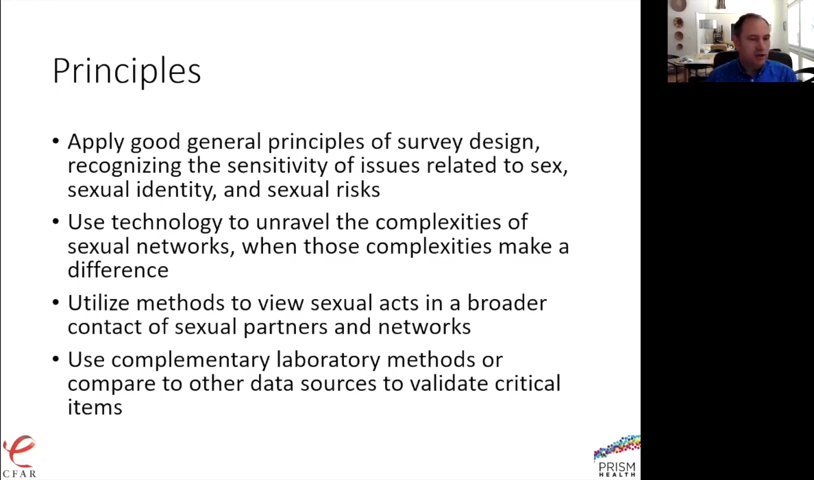 Principles
• Apply good general principles of survey design,
recognizing the sensitivity of issues related to sex,
sexual identity, and sexual risks
• Use technology to unravel the complexities of
sexual networks, when those complexities make a
difference
• Utilize methods to view sexual acts in a broader
contact of sexual partners and networks
• Use complementary laboratory methods or
compare to other data sources to validate critical
items
CFAR
PRISM
HEALTH